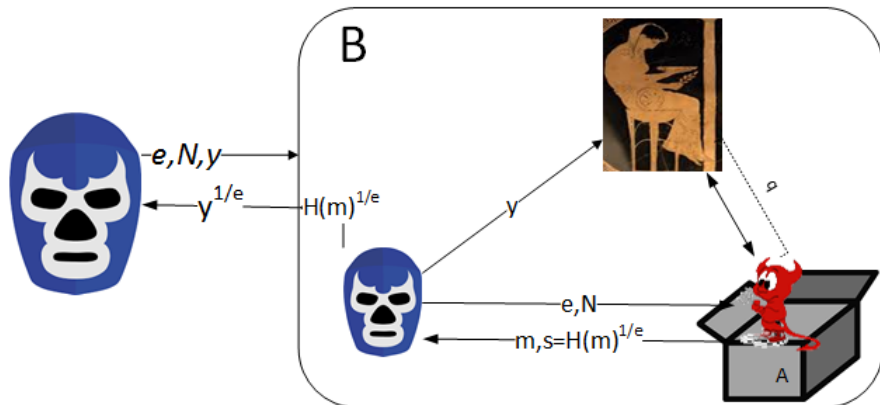 B
e,N,y
y^1/e
H(m)^1/e
y
q
e,N
m,s=H(m)^1/e
A